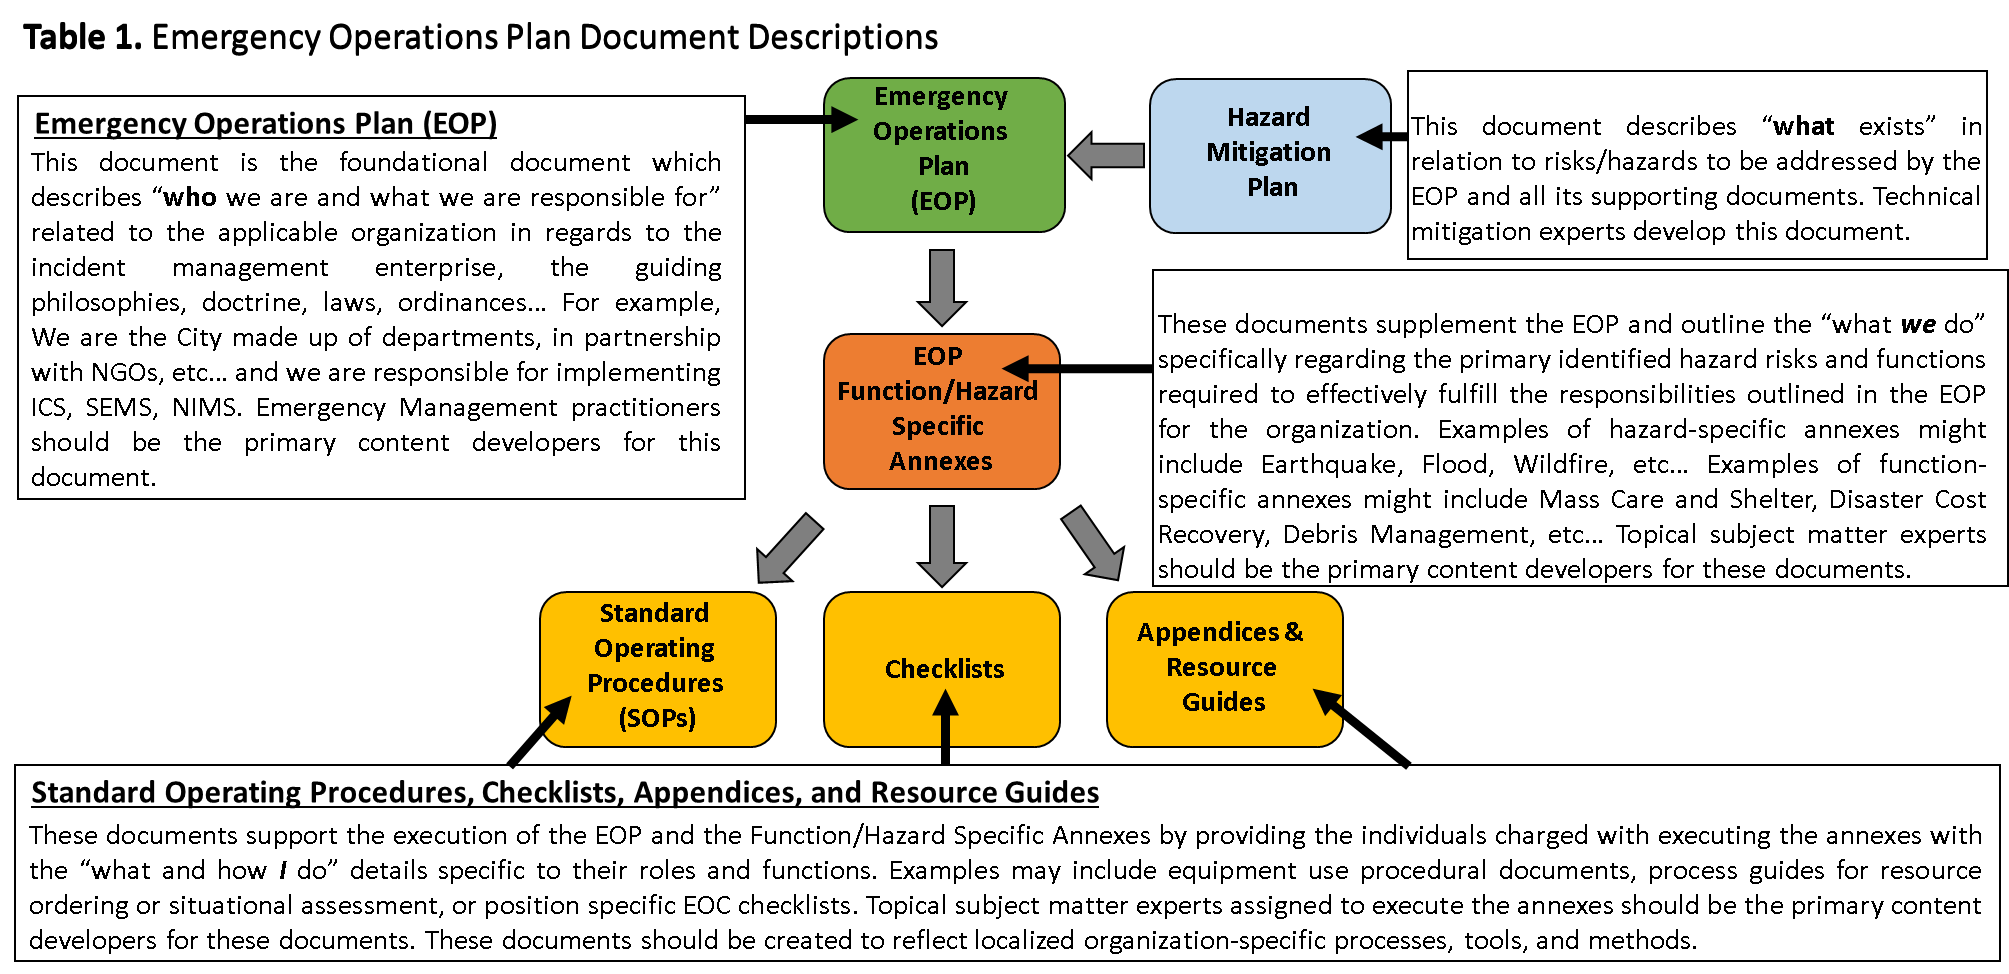 Table 1. Emergency Operations Plan Document Descriptions
Emergency Operations Plan (EOP)
This document is the foundational document which
describes “who we are and what we are responsible for”
related to the applicable organization in regards to the
incident management enterprise, the guiding
philosophies, doctrine, laws, ordinances... For example,
We are the City made up of departments, in partnership
with NGOs, etc... and we are responsible for implementing
ICS, SEMS, NIMS. Emergency Management practitioners
should be the primary content developers for this
document.
Emergency
Operations
Plan
(EOP)
Hazard
Mitigation
Plan
This document describes “what exists” in
relation to risks/hazards to be addressed by the
EOP and all its supporting documents. Technical
mitigation experts develop this document.
EOP
Function/Hazard
Specific
Annexes
These documents supplement the EOP and outline the “what we do”
specifically regarding the primary identified hazard risks and functions
required to effectively fulfill the responsibilities outlined in the EOP
for the organization. Examples of hazard-specific annexes might
include Earthquake, Flood, Wildfire, etc... Examples of function-
specific annexes might include Mass Care and Shelter, Disaster Cost
Recovery, Debris Management, etc... Topical subject matter experts
should be the primary content developers for these documents.
Standard
Operating
Procedures
(SOPs)
Checklists
Appendices &
Resource
Guides
Standard Operating Procedures, Checklists, Appendices, and Resource Guides
These documents support the execution of the EOP and the Function/Hazard Specific Annexes by providing the individuals charged with executing the annexes with
the “what and how I do” details specific to their roles and functions. Examples may include equipment use procedural documents, process guides for resource
ordering or situational assessment, or position specific EOC checklists. Topical subject matter experts assigned to execute the annexes should be the primary content
developers for these documents. These documents should be created to reflect localized organization-specific processes, tools, and methods.